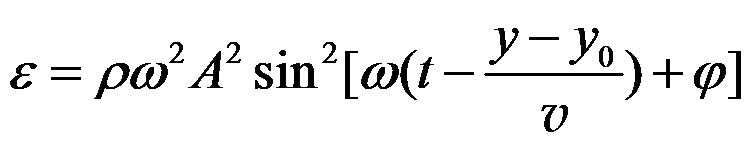 ε = ρω²A² sin²[ω(t − (y − y₀)/υ) + φ]